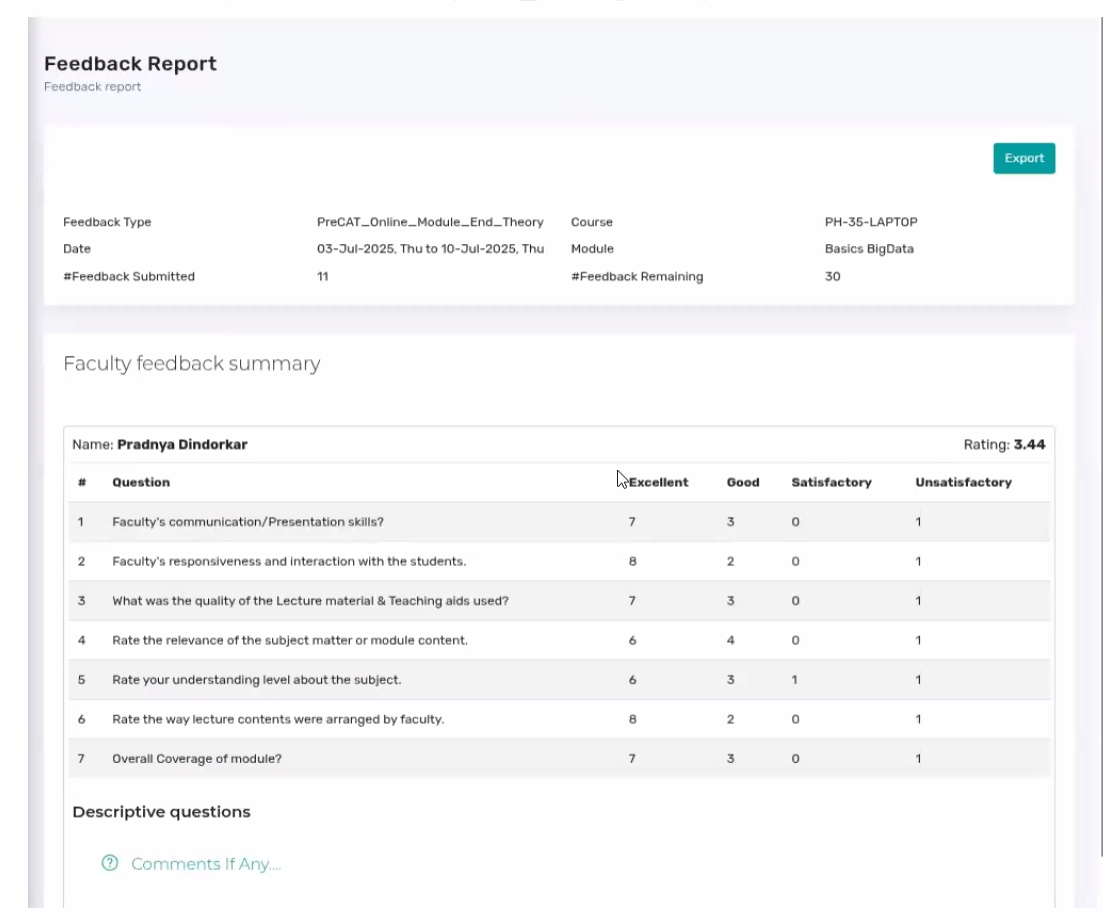 Feedback Report
Feedback report
Export
Feedback Type PreCAT_Online_Module_End_Theory Course PH-35-LAPTOP
Date 03-Jul-2025, Thu to 10-Jul-2025, Thu Module Basics BigData
#Feedback Submitted 11 #Feedback Remaining 30
Faculty feedback summary
Name: Pradnya Dindorkar Rating: 3.44
# Question Excellent Good Satisfactory Unsatisfactory
1 Faculty's communication/Presentation skills? 7 3 0 1
2 Faculty's responsiveness and interaction with the students. 8 2 0 1
3 What was the quality of the Lecture material & Teaching aids used? 7 3 0 1
4 Rate the relevance of the subject matter or module content. 6 4 0 1
5 Rate your understanding level about the subject. 6 3 1 1
6 Rate the way lecture contents were arranged by faculty. 8 2 0 1
7 Overall Coverage of module? 7 3 0 1
Descriptive questions
? Comments If Any....